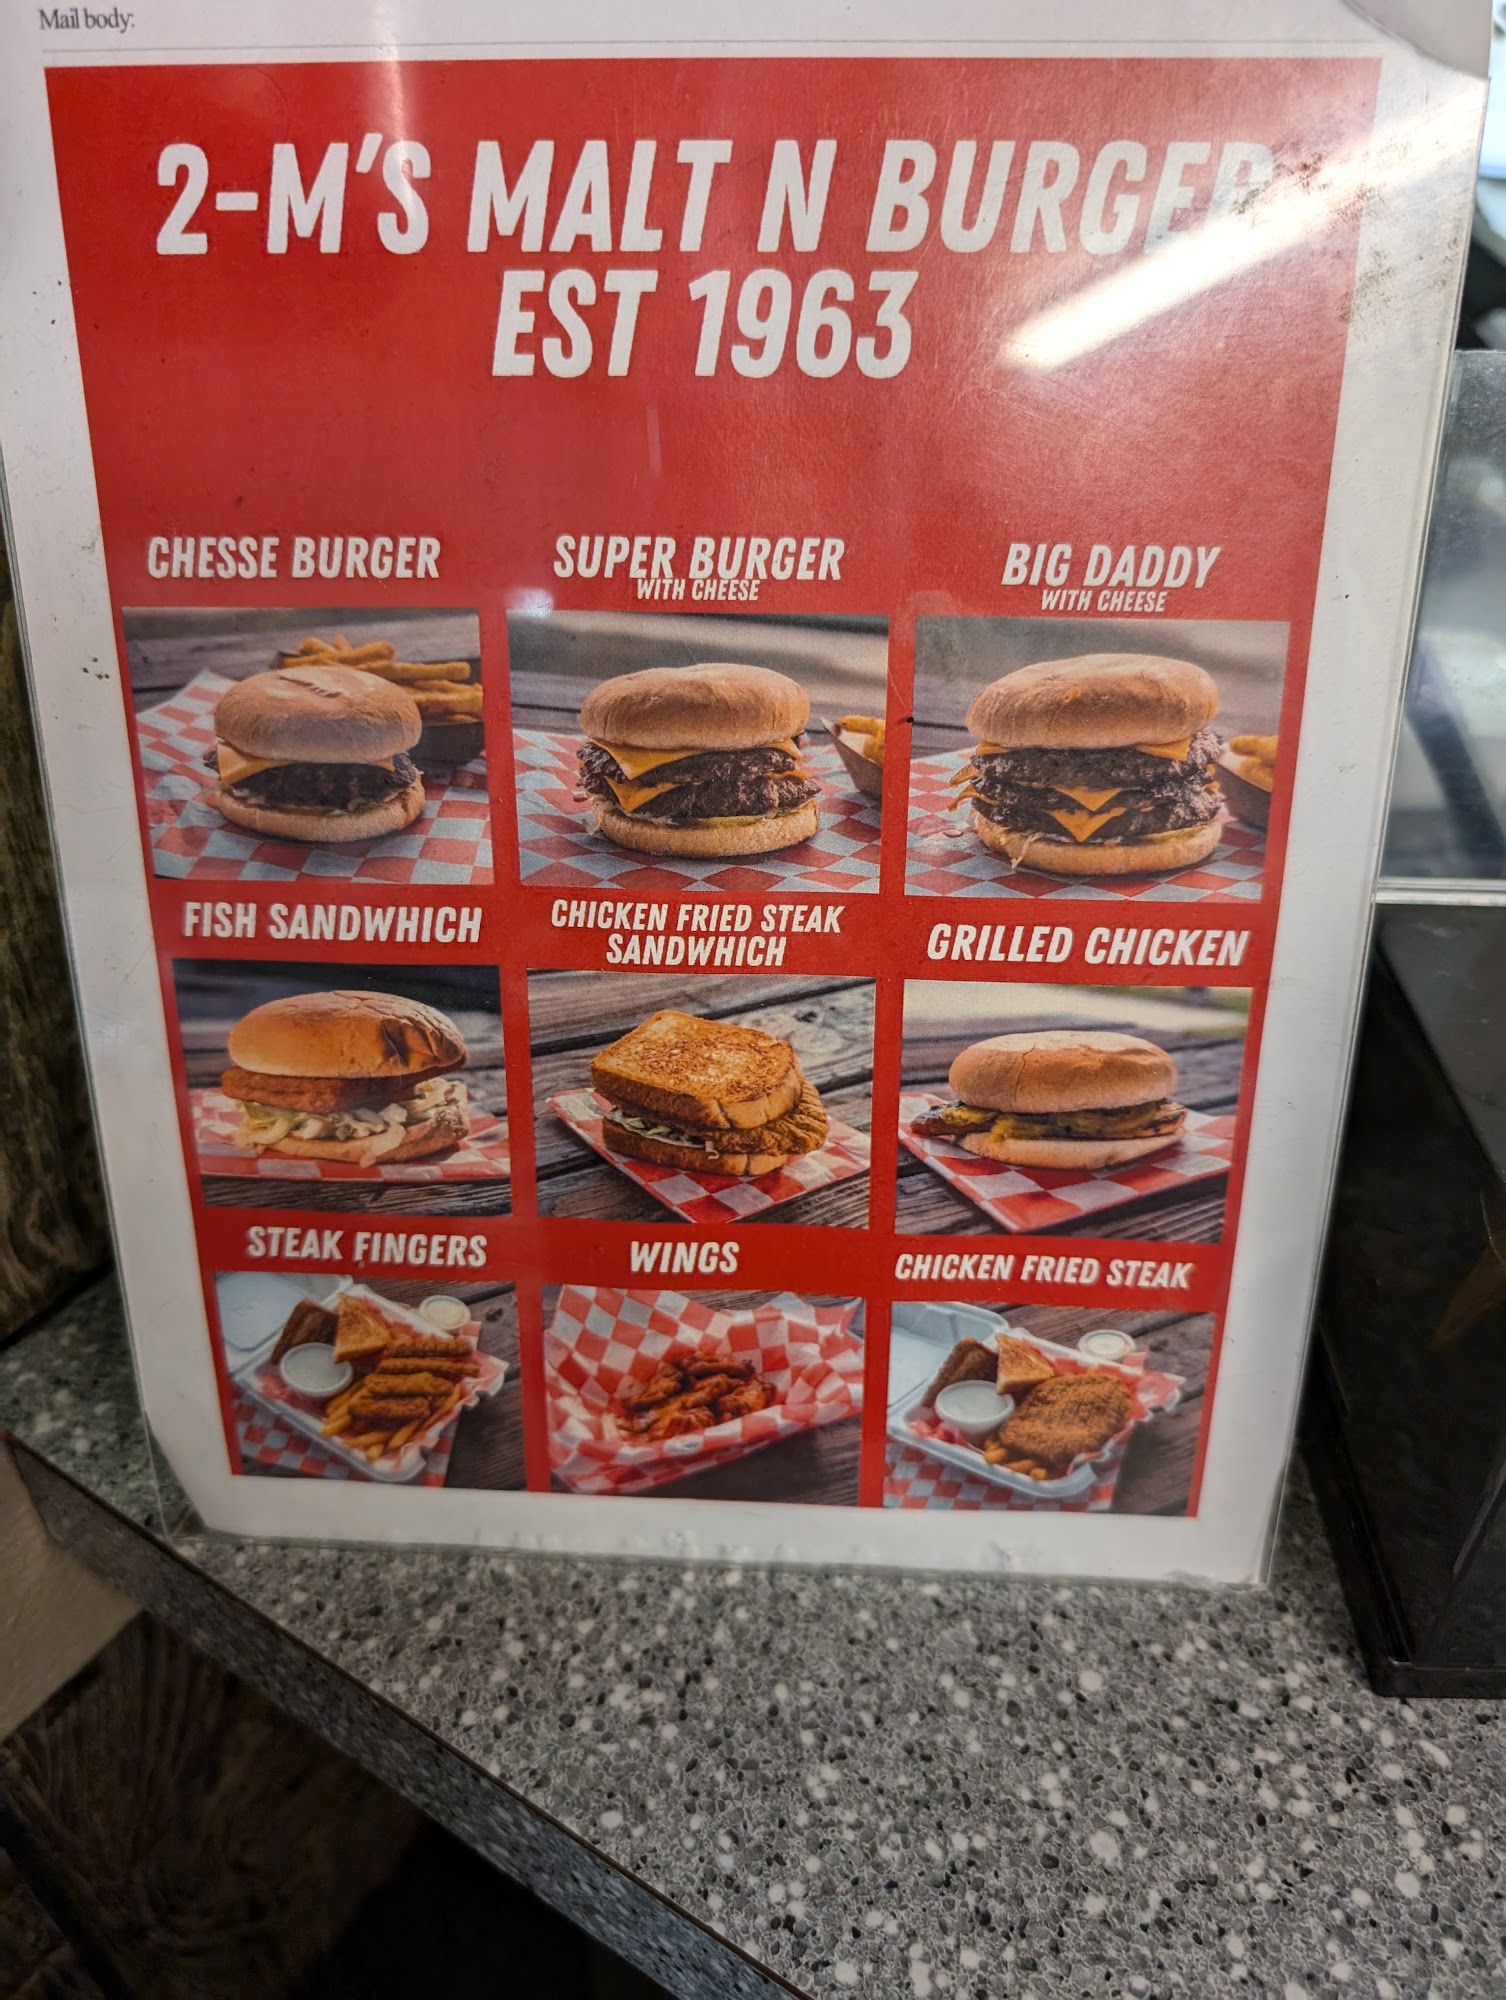 Mail body:
2-M'S MALT N BURGER
EST 1963
CHESSE BURGER
SUPER BURGER
WITH CHEESE
BIG DADDY
WITH CHEESE
FISH SANDWHICH
CHICKEN FRIED STEAK
SANDWHICH
GRILLED CHICKEN
STEAK FINGERS
WINGS
CHICKEN FRIED STEAK